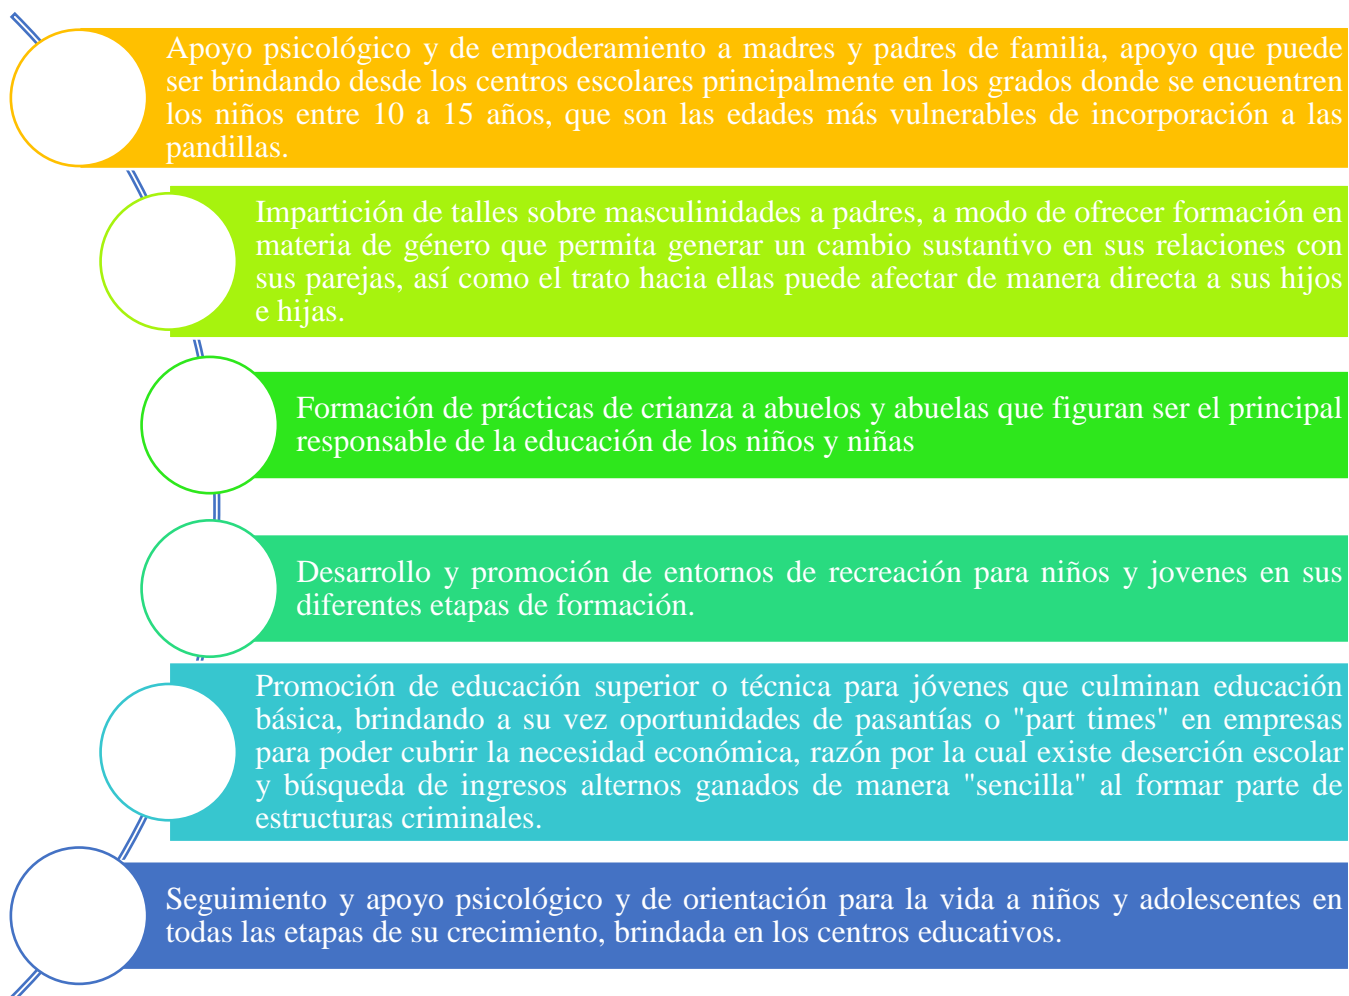 Apoyo psicológico y de empoderamiento a madres y padres de familia, apoyo que puede
ser brindando desde los centros escolares principalmente en los grados donde se encuentren
los niños entre 10 a 15 años, que son las edades más vulnerables de incorporación a las
pandillas.
Impartición de talles sobre masculinidades a padres, a modo de ofrecer formación en
materia de género que permita generar un cambio sustantivo en sus relaciones con
sus parejas, así como el trato hacia ellas puede afectar de manera directa a sus hijos
e hijas.
Formación de prácticas de crianza a abuelos y abuelas que figuran ser el principal
responsable de la educación de los niños y niñas
Desarrollo y promoción de entornos de recreación para niños y jovenes en sus
diferentes etapas de formación.
Promoción de educación superior o técnica para jóvenes que culminan educación
básica, brindando a su vez oportunidades de pasantías o "part times" en empresas
para poder cubrir la necesidad económica, razón por la cual existe deserción escolar
y búsqueda de ingresos alternos ganados de manera "sencilla" al formar parte de
estructuras criminales.
Seguimiento y apoyo psicológico y de orientación para la vida a niños y adolescentes en
todas las etapas de su crecimiento, brindada en los centros educativos.